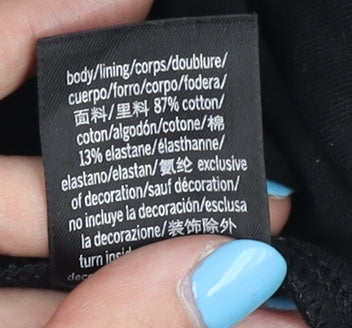 body/lining/corps/doublure/
cuerpo/forro/corpo/fodera/
面料/里料 87% cotton/
coton/algodón/cotone/棉
13% elastane/élasthanne/
elastano/elastan/氨纶 exclusive
of decoration/sauf décoration/
no incluye la decoración/esclusa
la decorazione/装饰除外
turn insid